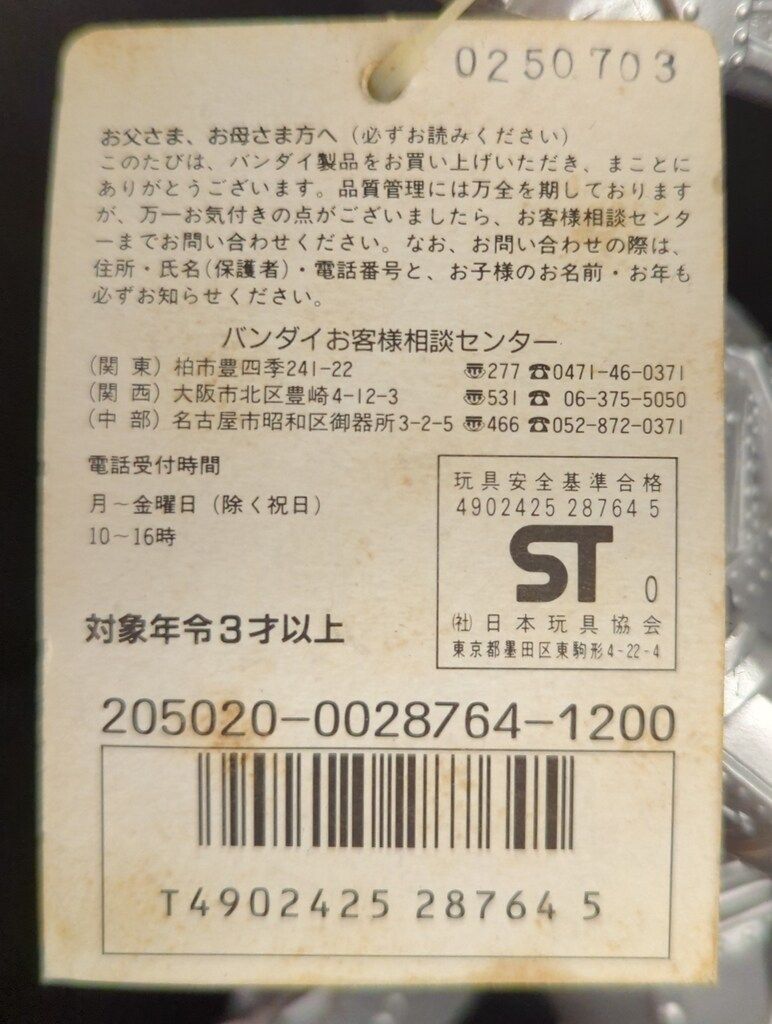 0250703
お父さま、お母さま方へ（必ずお読みください）
このたびは、バンダイ製品をお買い上げいただき、まことに
ありがとうございます。品質管理には万全を期しております
が、万一お気付きの点がございましたら、お客様相談センタ
ーまでお問い合わせください。なお、お問い合わせの際は、
住所・氏名(保護者)・電話番号と、お子様のお名前・お年も
必ずお知らせください。
バンダイお客様相談センター
(関 東) 柏市豊四季241-22 〠277 ☎0471-46-0371
(関 西) 大阪市北区豊崎4-12-3 〠531 ☎ 06-375-5050
(中 部) 名古屋市昭和区御器所3-2-5 〠466 ☎052-872-0371
電話受付時間
月～金曜日（除く祝日）
10～16時
対象年令3才以上
玩具安全基準合格
4902425 28764 5
ST 0
㈳日本玩具協会
東京都墨田区東駒形4-22-4
205020-0028764-1200
T4902425 28764 5